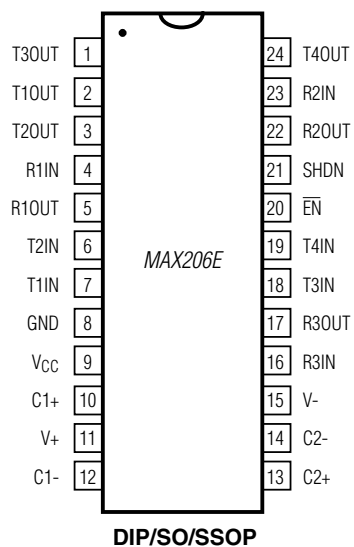 T3OUT 1 24 T4OUT
T1OUT 2 23 R2IN
T2OUT 3 22 R2OUT
R1IN 4 21 SHDN
R1OUT 5 20 E̅N̅
T2IN 6 19 T4IN
MAX206E
T1IN 7 18 T3IN
GND 8 17 R3OUT
VCC 9 16 R3IN
C1+ 10 15 V-
V+ 11 14 C2-
C1- 12 13 C2+
DIP/SO/SSOP